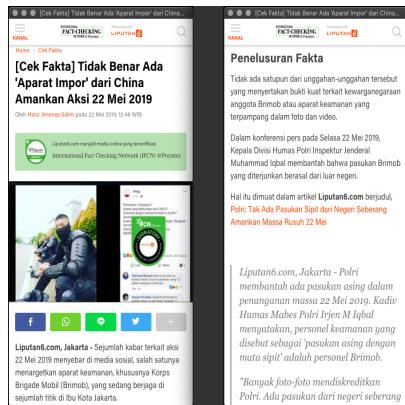 [Cek Fakta] Tidak Benar Ada 'Aparat Impor' dari China...
KANAL
INTERNATIONAL
FACT-CHECKING
NETWORK @ Poynter.
LIPUTAN6
Home › Cek Fakta
[Cek Fakta] Tidak Benar Ada
'Aparat Impor' dari China
Amankan Aksi 22 Mei 2019
Oleh Hanz Jimenez Salim pada 22 Mei 2019, 12:48 WIB
Liputan6.com menjadi media online yang tersertifikasi
International Fact Checking Network (IFCN) @Poynter
Liputan6.com, Jakarta - Sejumlah kabar terkait aksi
22 Mei 2019 menyebar di media sosial, salah satunya
menargetkan aparat keamanan, khususnya Korps
Brigade Mobil (Brimob), yang sedang berjaga di
sejumlah titik di Ibu Kota Jakarta.
[Cek Fakta] Tidak Benar Ada 'Aparat Impor' dari China...
KANAL
INTERNATIONAL
FACT-CHECKING
NETWORK @ Poynter.
LIPUTAN6
Penelusuran Fakta
Tidak ada satupun dari unggahan-unggahan tersebut
yang menyertakan bukti kuat terkait kewarganegaraan
anggota Brimob atau aparat keamanan yang
terpampang dalam foto dan video.
Dalam konferensi pers pada Selasa 22 Mei 2019,
Kepala Divisi Humas Polri Inspektur Jenderal
Muhammad Iqbal membantah bahwa pasukan Brimob
yang diterjunkan berasal dari luar negeri.
Hal itu dimuat dalam artikel Liputan6.com berjudul,
Polri: Tak Ada Pasukan Sipit dari Negeri Seberang
Amankan Massa Rusuh 22 Mei
Liputan6.com, Jakarta - Polri
membantah ada pasukan asing dalam
penanganan massa 22 Mei 2019. Kadiv
Humas Mabes Polri Irjen M Iqbal
menyatakan, personel keamanan yang
disebut sebagai 'pasukan asing dengan
mata sipit' adalah personel Brimob.
"Banyak foto-foto mendiskreditkan
Polri. Ada pasukan dari negeri seberang